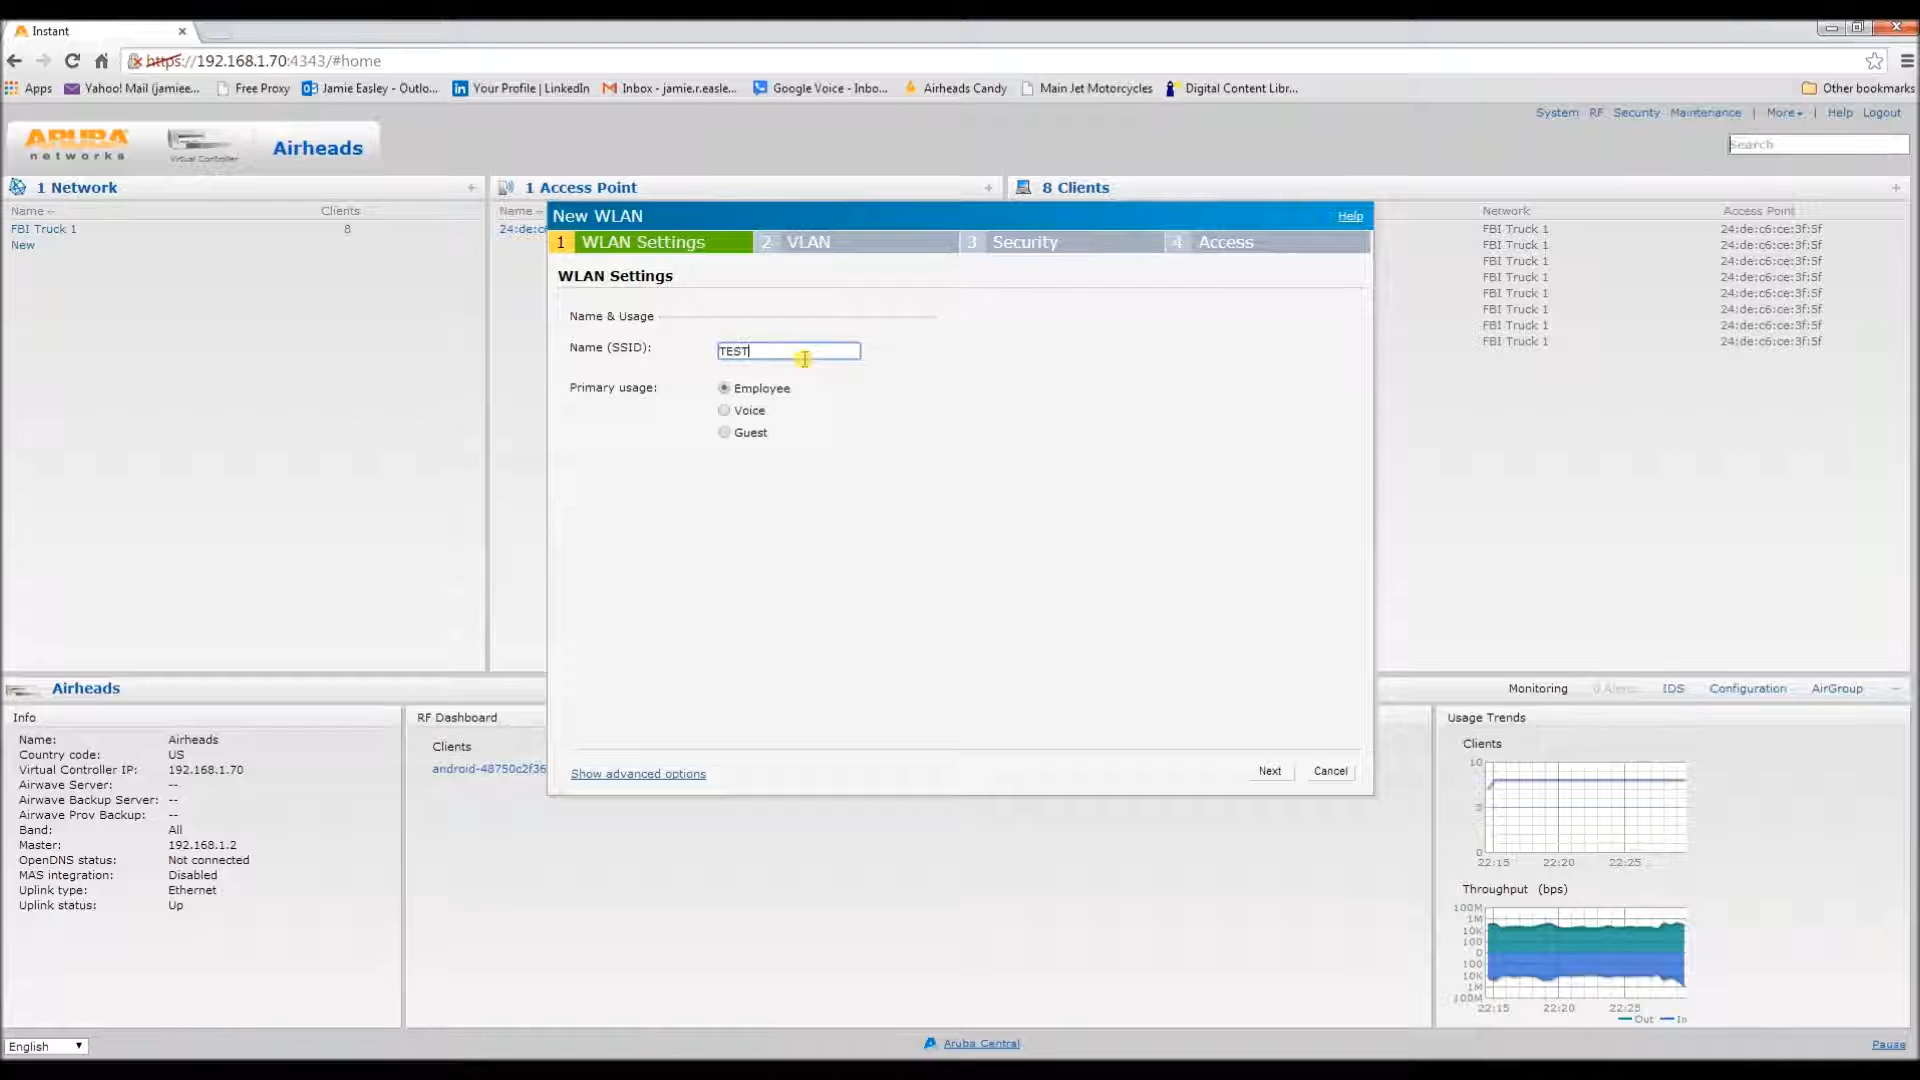 Instant
https://192.168.1.70:4343/#home
Apps Yahoo! Mail (jamiee... Free Proxy Jamie Easley - Outlo... Your Profile | LinkedIn Inbox - jamie.r.easle... Google Voice - Inbo... Airheads Candy Main Jet Motorcycles Digital Content Libr... Other bookmarks
System RF Security Maintenance | More | Help Logout
ARUBA
networks
Virtual Controller
Airheads
Search
1 Network +
Name Clients
FBI Truck 1 8
New
1 Access Point +
Name
24:de:c
8 Clients +
Network Access Point
FBI Truck 1 24:de:c6:ce:3f:5f
FBI Truck 1 24:de:c6:ce:3f:5f
FBI Truck 1 24:de:c6:ce:3f:5f
FBI Truck 1 24:de:c6:ce:3f:5f
FBI Truck 1 24:de:c6:ce:3f:5f
FBI Truck 1 24:de:c6:ce:3f:5f
FBI Truck 1 24:de:c6:ce:3f:5f
FBI Truck 1 24:de:c6:ce:3f:5f
New WLAN Help
1 WLAN Settings 2 VLAN 3 Security 4 Access
WLAN Settings
Name & Usage
Name (SSID): TEST
Primary usage: Employee
Voice
Guest
Show advanced options Next Cancel
Airheads
Monitoring IDS Configuration AirGroup
Info
Name: Airheads
Country code: US
Virtual Controller IP: 192.168.1.70
Airwave Server: --
Airwave Backup Server: --
Airwave Prov Backup: --
Band: All
Master: 192.168.1.2
OpenDNS status: Not connected
MAS integration: Disabled
Uplink type: Ethernet
Uplink status: Up
RF Dashboard
Clients
android-48750c2f36
Usage Trends
Clients
10
5
0
22:15 22:20 22:25
Throughput (bps)
100M
1M
10K
100
0
100
10K
1M
100M
22:15 22:20 22:25
Out In
English
Aruba Central
Pause